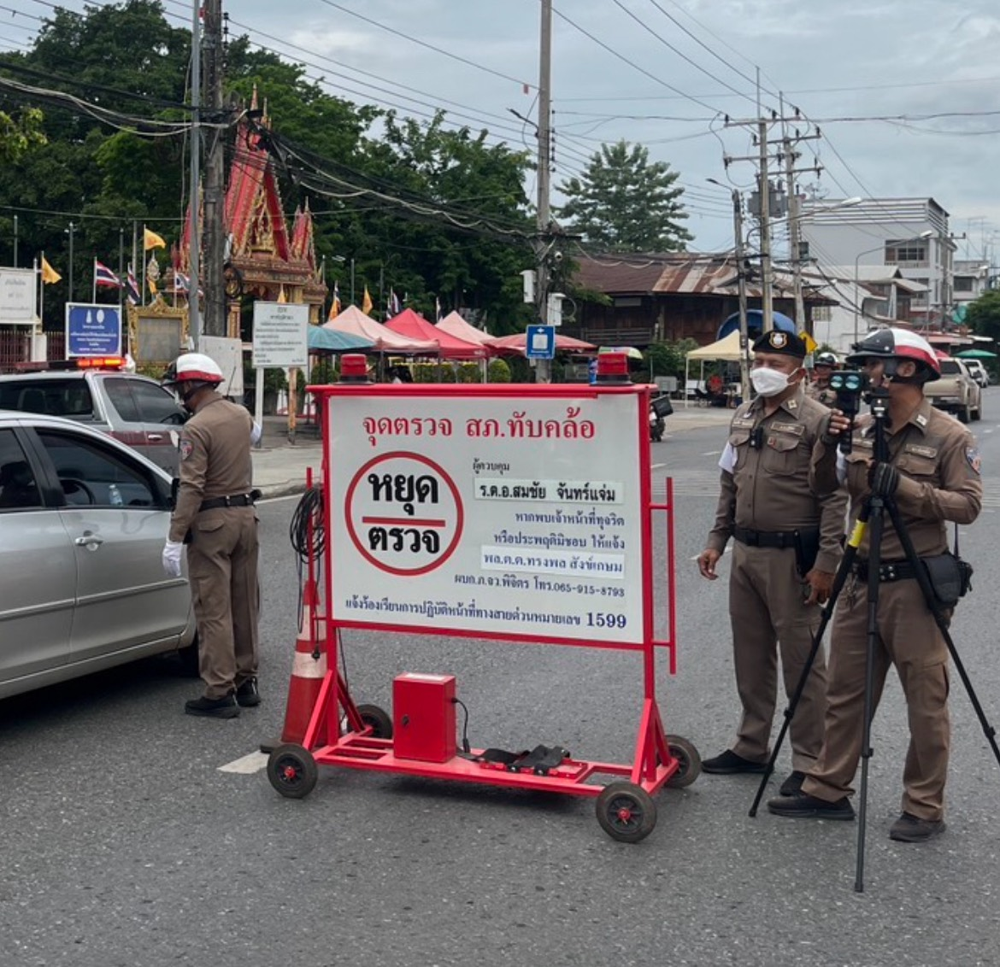 จุดตรวจ สภ.ทับคล้อ
หยุด
ตรวจ
ผู้ควบคุม
ร.ต.อ.สมชัย จันทร์แจ่ม
หากพบเจ้าหน้าที่ทุจริต
หรือประพฤติมิชอบ ให้แจ้ง
พล.ต.ต.ทรงพล สังข์เกษม
ผบก.ภ.จว.พิจิตร โทร.065-915-8793
แจ้งร้องเรียนการปฏิบัติหน้าที่ทางสายด่วนหมายเลข 1599